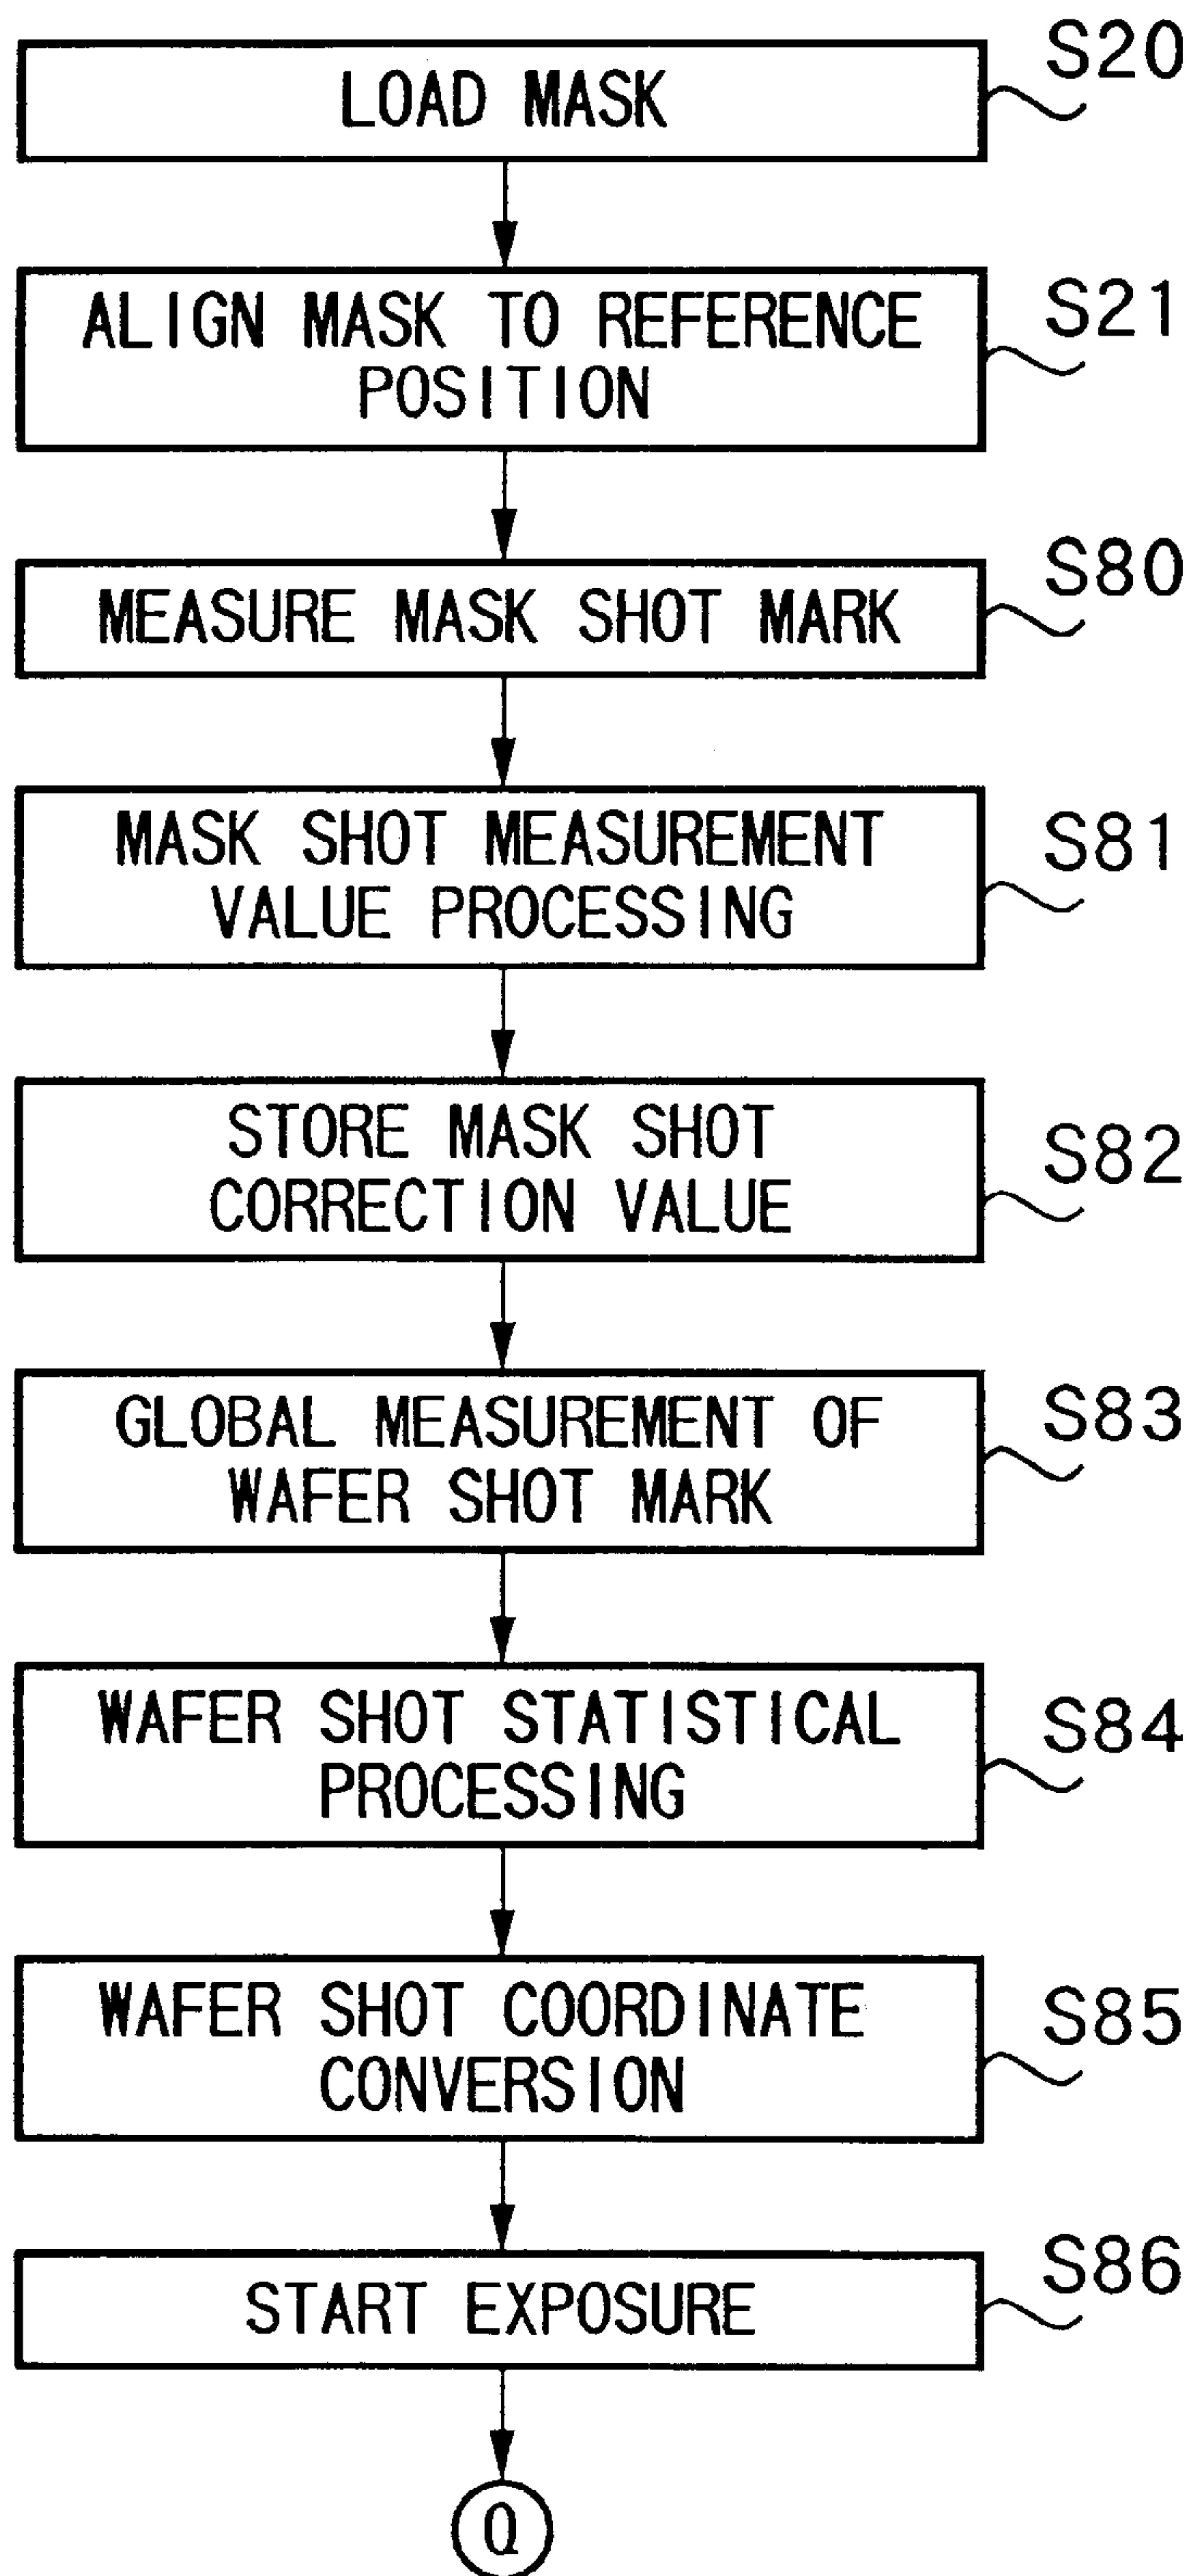 S20
LOAD MASK
S21
ALIGN MASK TO REFERENCE
POSITION
S80
MEASURE MASK SHOT MARK
S81
MASK SHOT MEASUREMENT
VALUE PROCESSING
S82
STORE MASK SHOT
CORRECTION VALUE
S83
GLOBAL MEASUREMENT OF
WAFER SHOT MARK
S84
WAFER SHOT STATISTICAL
PROCESSING
S85
WAFER SHOT COORDINATE
CONVERSION
S86
START EXPOSURE
Q